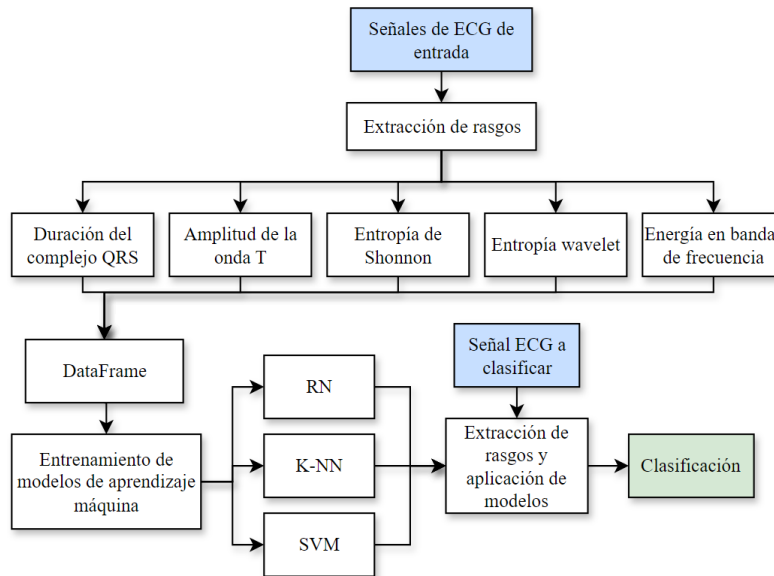 Señales de ECG de
entrada
Extracción de rasgos
Duración del
complejo QRS
Amplitud de la
onda T
Entropía de
Shonnon
Entropía wavelet
Energía en banda
de frecuencia
DataFrame
Entrenamiento de
modelos de aprendizaje
máquina
RN
K-NN
SVM
Señal ECG a
clasificar
Extracción de
rasgos y
aplicación de
modelos
Clasificación